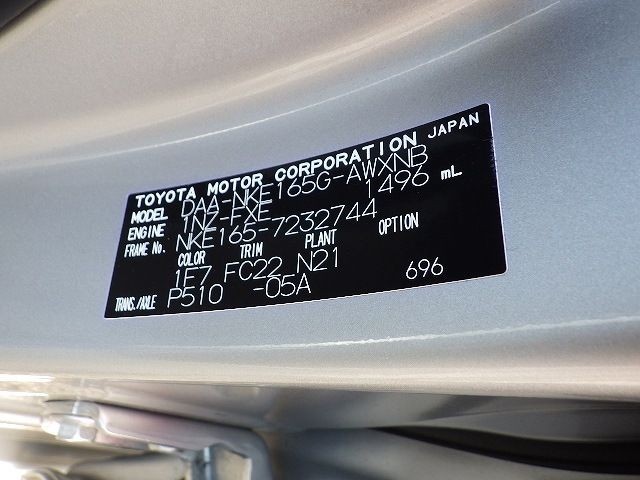 TOYOTA MOTOR CORPORATION JAPAN
MODEL DAA-NKE165G-AWXNB
ENGINE 1NZ-FXE 1496 mL
FRAME No. NKE165-7232744
COLOR TRIM PLANT OPTION
1F7 FC22 N21
TRANS./AXLE P510 -05A 696